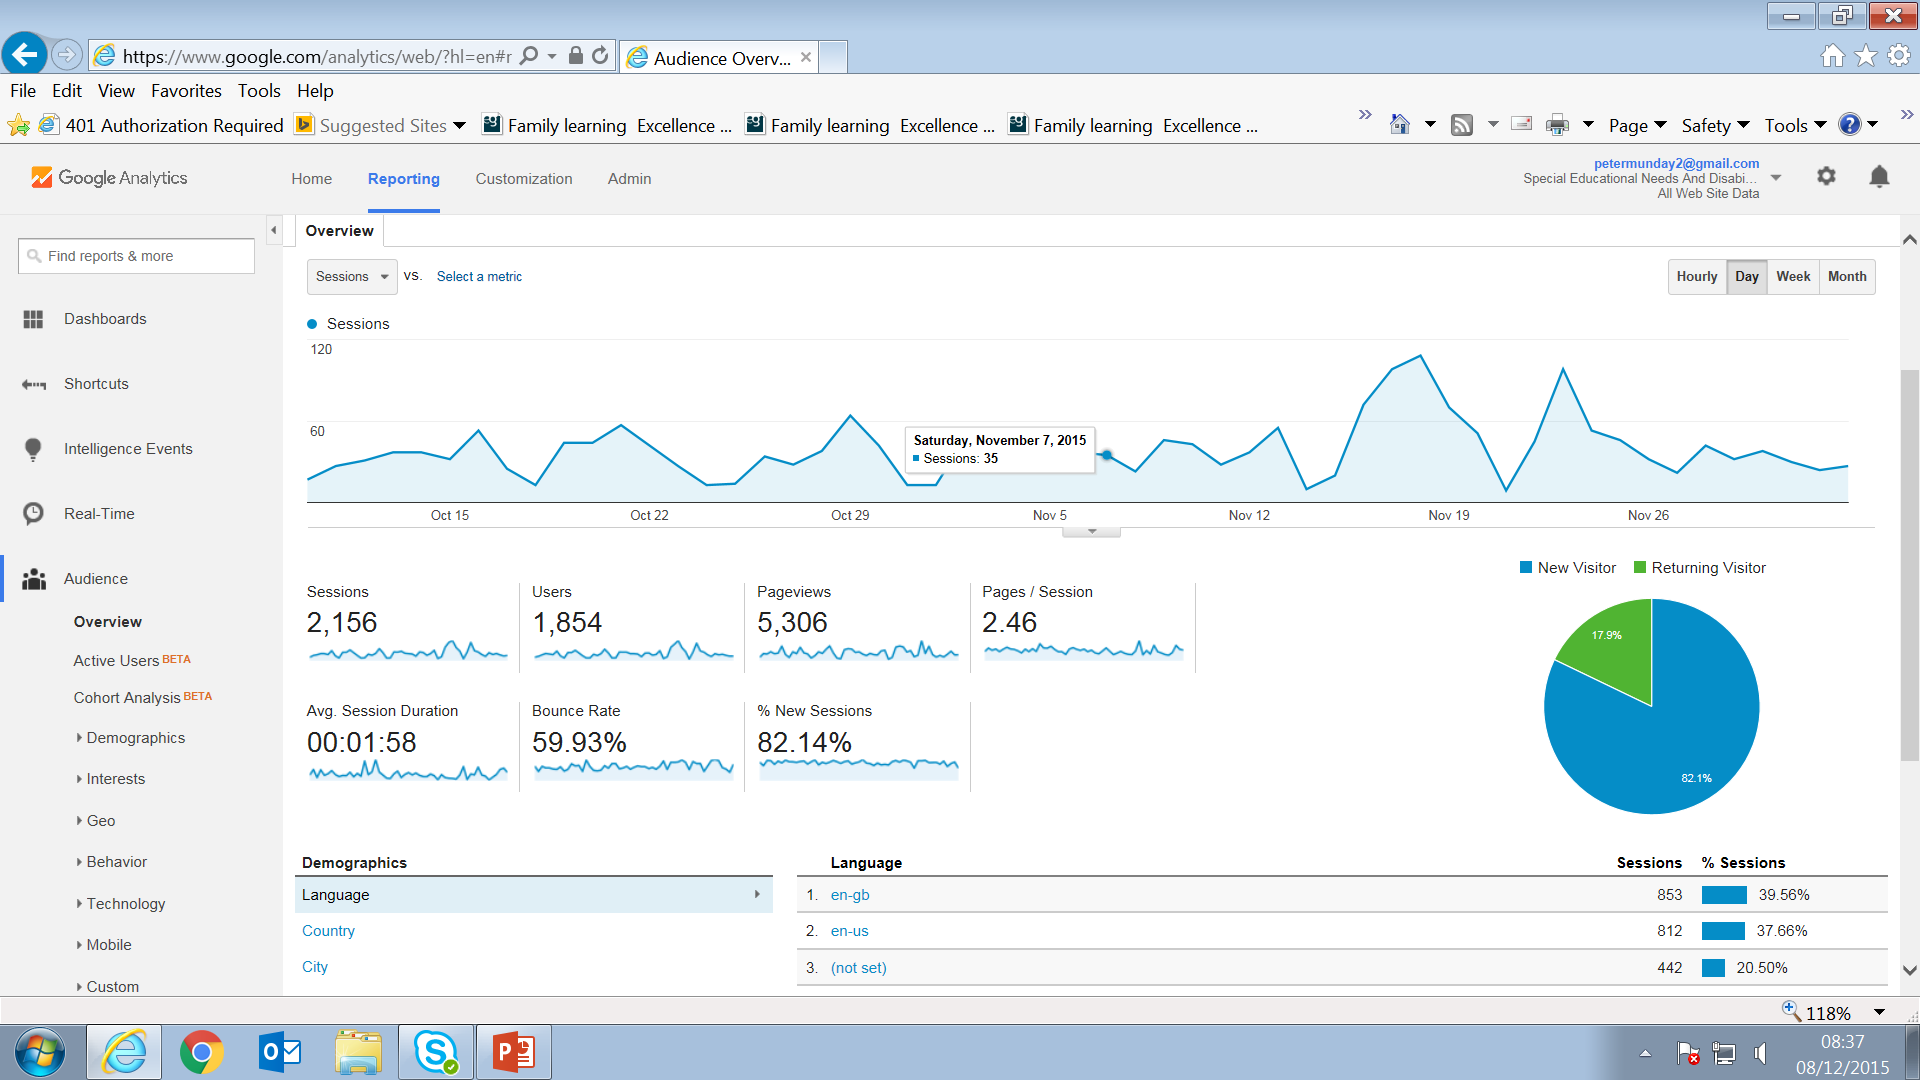 https://www.google.com/analytics/web/?hl=en#r
Audience Overv...
File Edit View Favorites Tools Help
401 Authorization Required Suggested Sites Family learning Excellence ... Family learning Excellence ... Family learning Excellence ... Page Safety Tools
Google Analytics
Home Reporting Customization Admin
petermunday2@gmail.com
Special Educational Needs And Disabi...
All Web Site Data
Find reports & more
Dashboards
Shortcuts
Intelligence Events
Real-Time
Audience
Overview
Active Users BETA
Cohort Analysis BETA
Demographics
Interests
Geo
Behavior
Technology
Mobile
Custom
Overview
Sessions vs. Select a metric
Hourly Day Week Month
Sessions
120
60
Saturday, November 7, 2015
Sessions: 35
Oct 15 Oct 22 Oct 29 Nov 5 Nov 12 Nov 19 Nov 26
New Visitor Returning Visitor
17.9%
82.1%
Sessions
2,156
Users
1,854
Pageviews
5,306
Pages / Session
2.46
Avg. Session Duration
00:01:58
Bounce Rate
59.93%
% New Sessions
82.14%
Demographics
Language
Country
City
Language Sessions % Sessions
1. en-gb 853 39.56%
2. en-us 812 37.66%
3. (not set) 442 20.50%
118%
08:37
08/12/2015